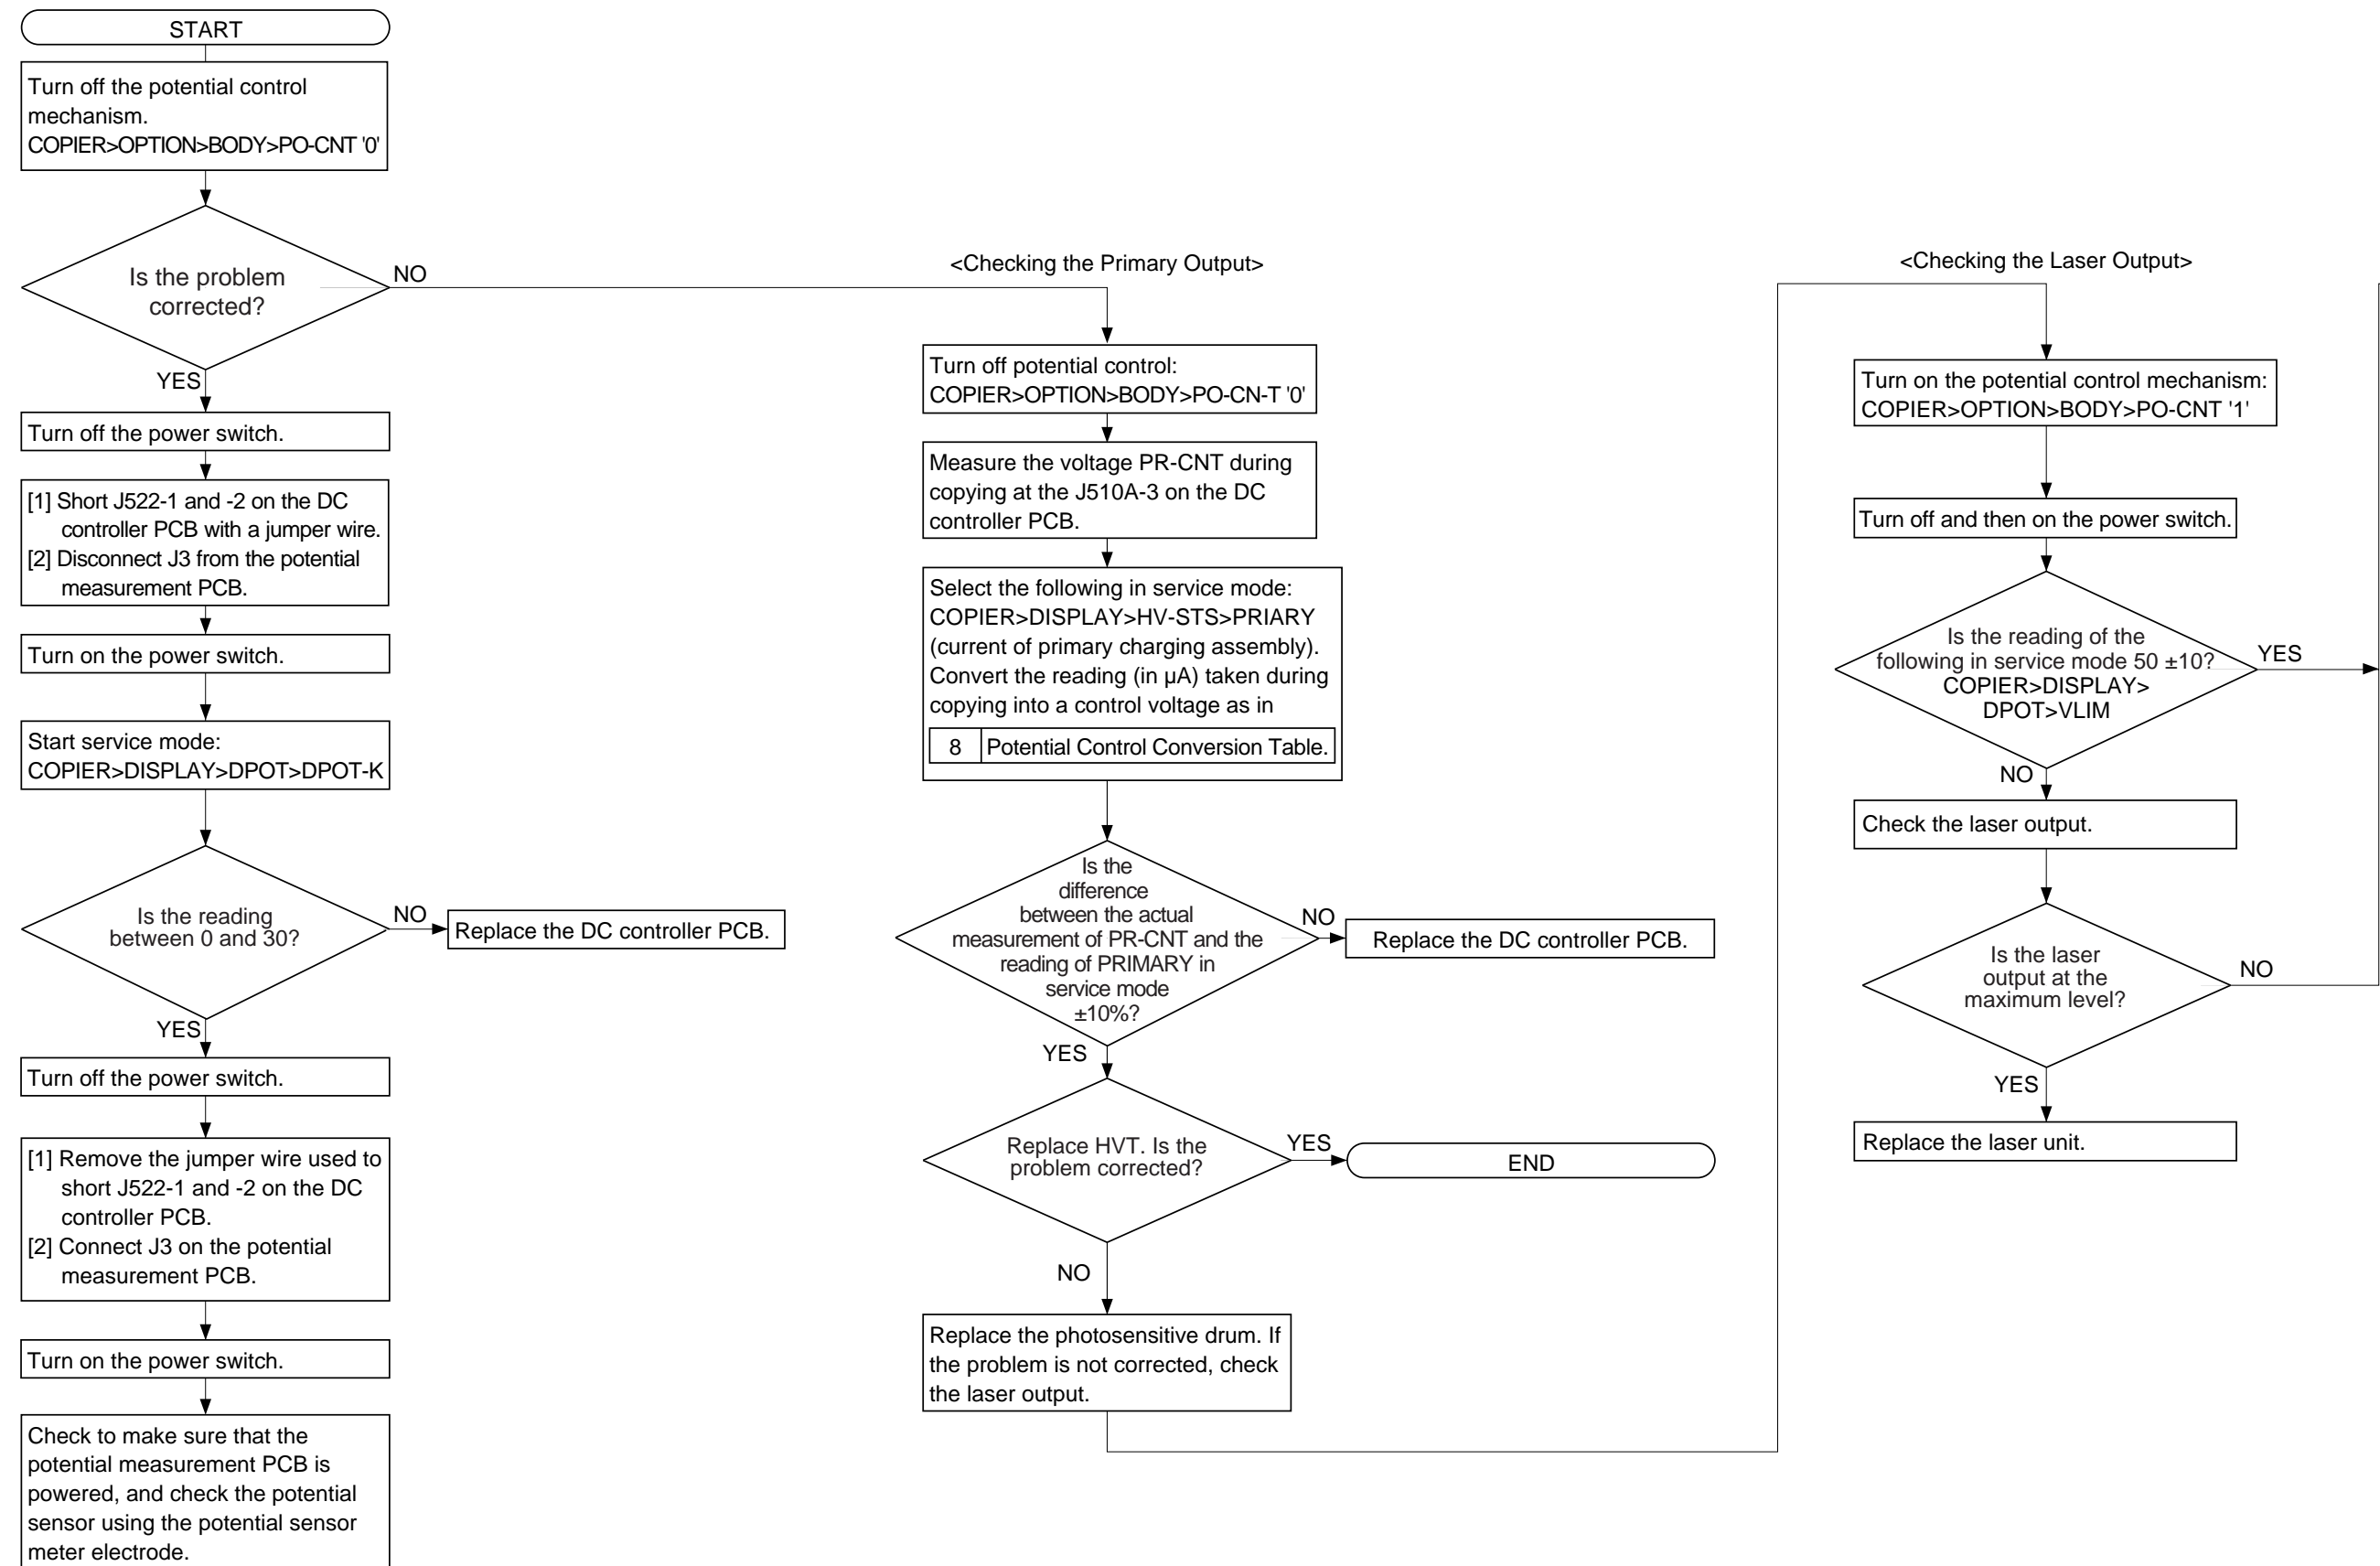 START
Turn off the potential control
mechanism.
COPIER>OPTION>BODY>PO-CNT '0'
Is the problem
corrected?
NO
YES
Turn off the power switch.
[1] Short J522-1 and -2 on the DC
controller PCB with a jumper wire.
[2] Disconnect J3 from the potential
measurement PCB.
Turn on the power switch.
Start service mode:
COPIER>DISPLAY>DPOT>DPOT-K
Is the reading
between 0 and 30?
NO
Replace the DC controller PCB.
YES
Turn off the power switch.
[1] Remove the jumper wire used to
short J522-1 and -2 on the DC
controller PCB.
[2] Connect J3 on the potential
measurement PCB.
Turn on the power switch.
Check to make sure that the
potential measurement PCB is
powered, and check the potential
sensor using the potential sensor
meter electrode.
<Checking the Primary Output>
Turn off potential control:
COPIER>OPTION>BODY>PO-CN-T '0'
Measure the voltage PR-CNT during
copying at the J510A-3 on the DC
controller PCB.
Select the following in service mode:
COPIER>DISPLAY>HV-STS>PRIARY
(current of primary charging assembly).
Convert the reading (in µA) taken during
copying into a control voltage as in
8 Potential Control Conversion Table.
Is the
difference
between the actual
measurement of PR-CNT and the
reading of PRIMARY in
service mode
±10%?
NO
Replace the DC controller PCB.
YES
Replace HVT. Is the
problem corrected?
YES
END
NO
Replace the photosensitive drum. If
the problem is not corrected, check
the laser output.
<Checking the Laser Output>
Turn on the potential control mechanism:
COPIER>OPTION>BODY>PO-CNT '1'
Turn off and then on the power switch.
Is the reading of the
following in service mode 50 ±10?
COPIER>DISPLAY>
DPOT>VLIM
YES
NO
Check the laser output.
Is the laser
output at the
maximum level?
NO
YES
Replace the laser unit.